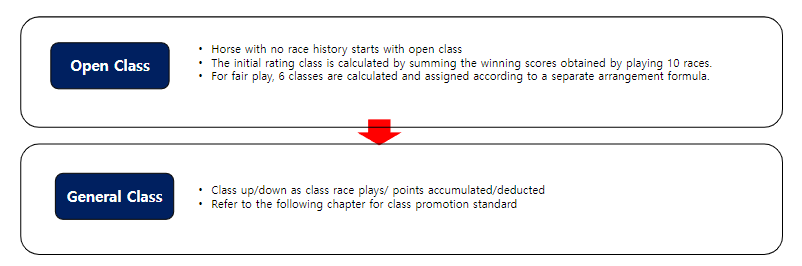 Open Class
• Horse with no race history starts with open class
• The initial rating class is calculated by summing the winning scores obtained by playing 10 races.
• For fair play, 6 classes are calculated and assigned according to a separate arrangement formula.
General Class
• Class up/down as class race plays/ points accumulated/deducted
• Refer to the following chapter for class promotion standard